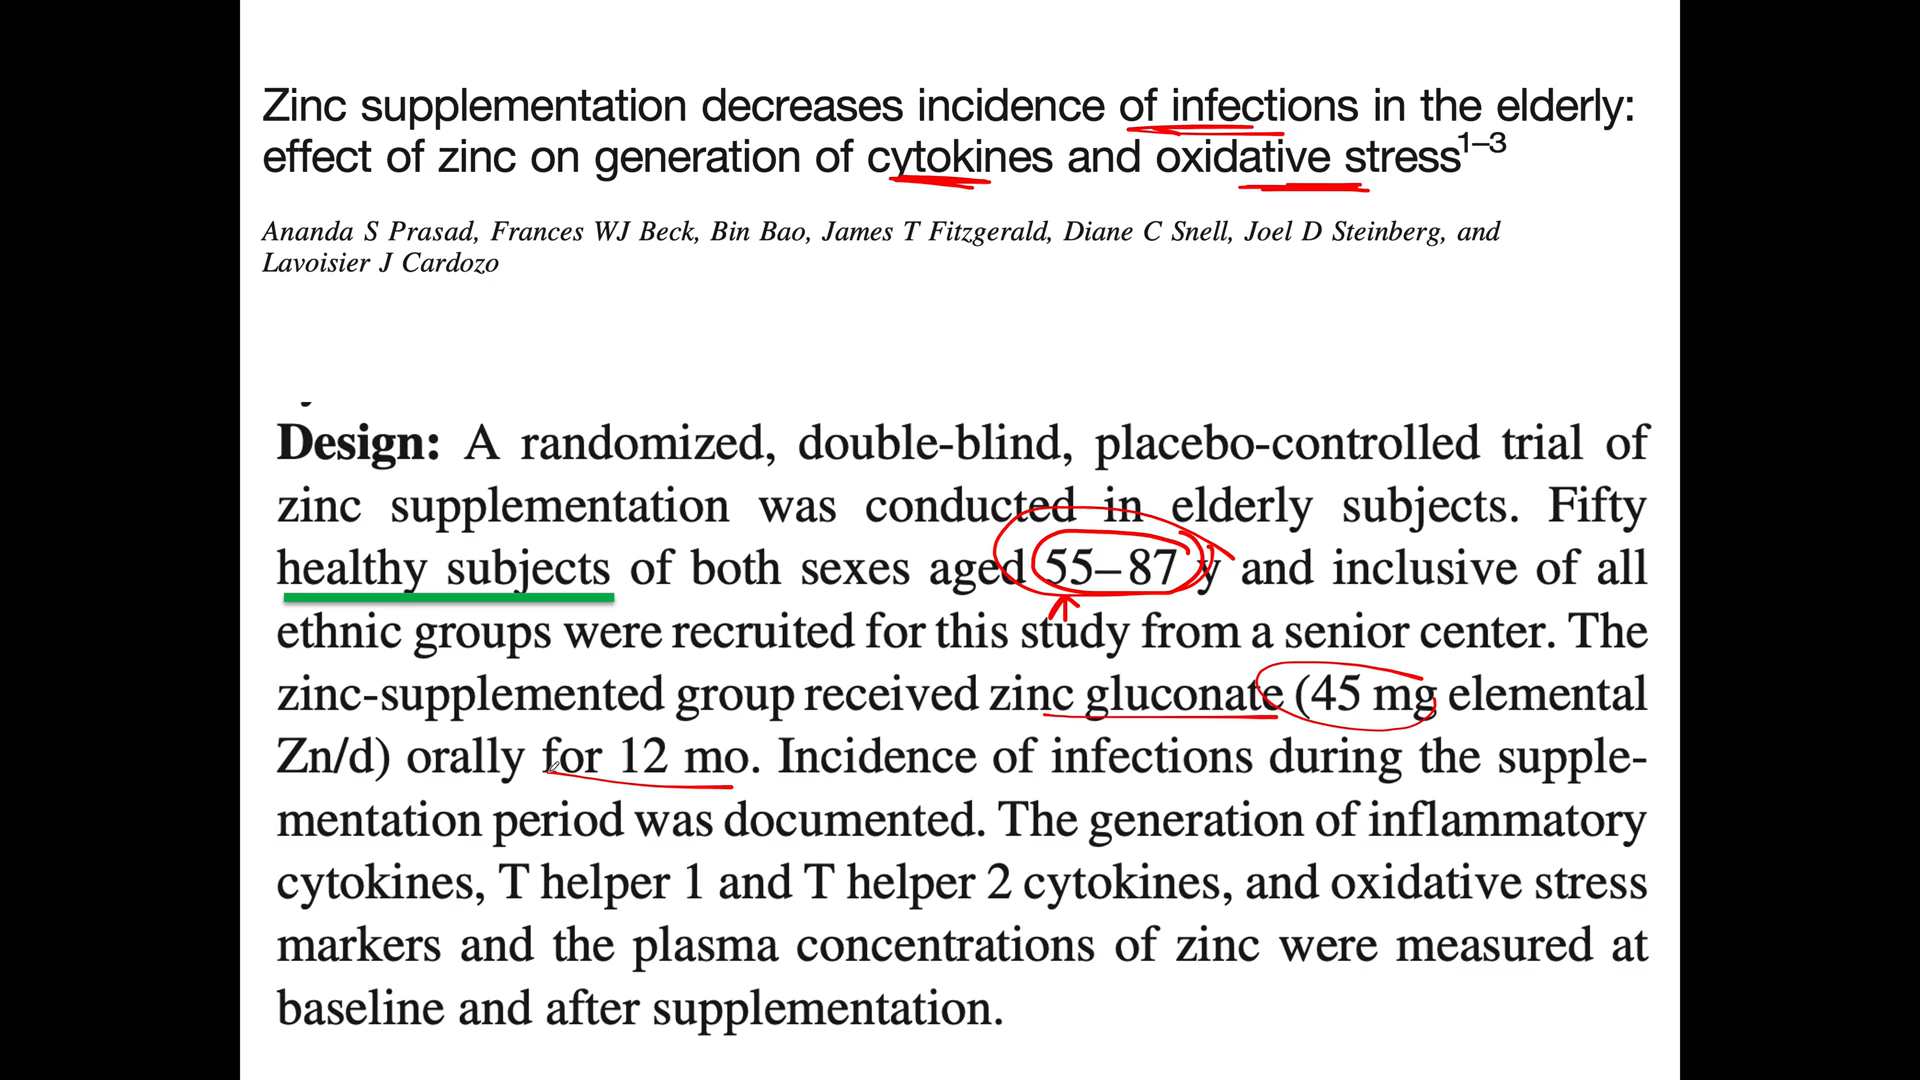 Zinc supplementation decreases incidence of infections in the elderly:
effect of zinc on generation of cytokines and oxidative stress1–3
Ananda S Prasad, Frances WJ Beck, Bin Bao, James T Fitzgerald, Diane C Snell, Joel D Steinberg, and
Lavoisier J Cardozo
Design: A randomized, double-blind, placebo-controlled trial of
zinc supplementation was conducted in elderly subjects. Fifty
healthy subjects of both sexes aged 55–87 y and inclusive of all
ethnic groups were recruited for this study from a senior center. The
zinc-supplemented group received zinc gluconate (45 mg elemental
Zn/d) orally for 12 mo. Incidence of infections during the supple-
mentation period was documented. The generation of inflammatory
cytokines, T helper 1 and T helper 2 cytokines, and oxidative stress
markers and the plasma concentrations of zinc were measured at
baseline and after supplementation.